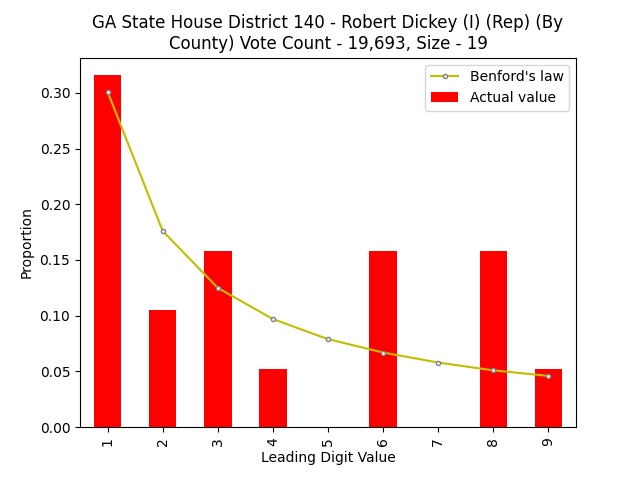 GA State House District 140 - Robert Dickey (I) (Rep) (By
County) Vote Count - 19,693, Size - 19
Benford's law
Actual value
0.30
0.25
0.20
0.15
0.10
0.05
0.00
Proportion
1 2 3 4 5 6 7 8 9
Leading Digit Value